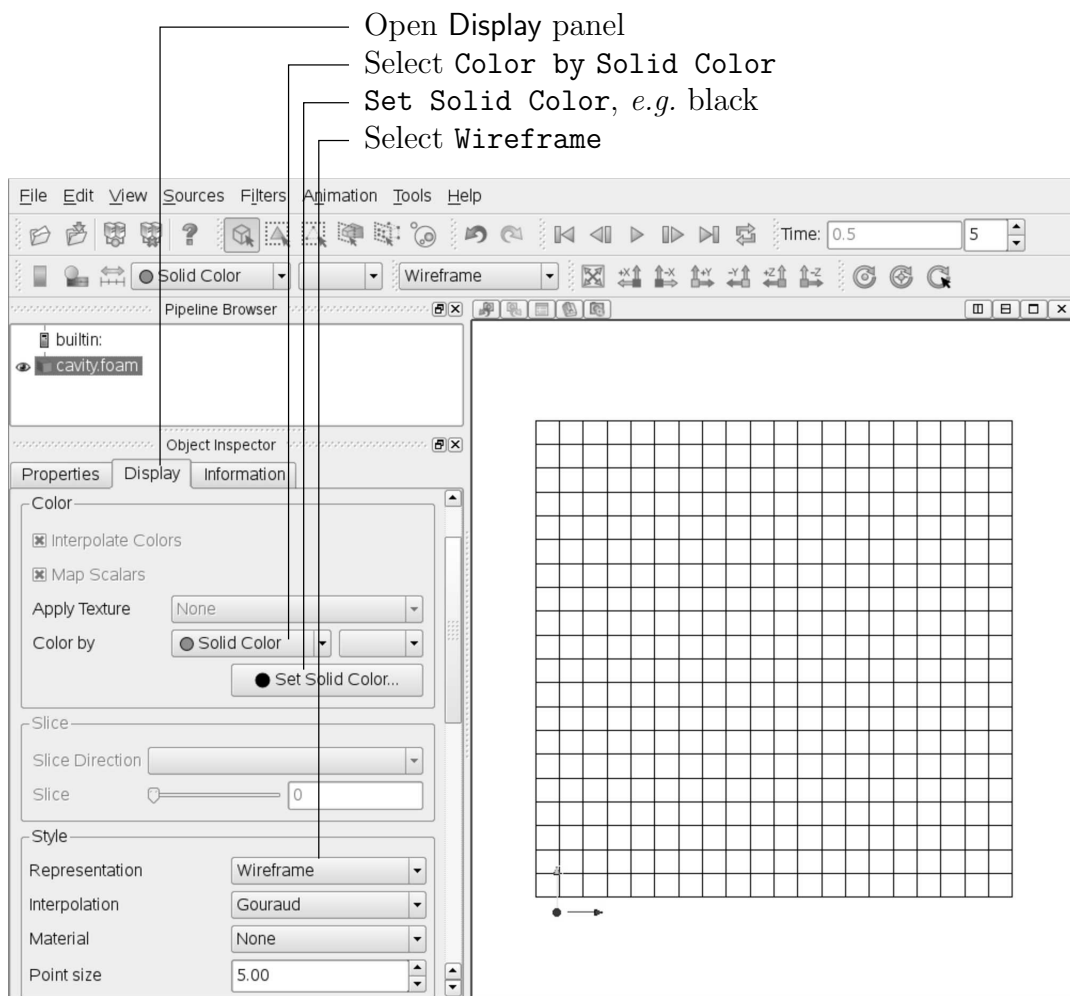 Open Display panel
Select Color by Solid Color
Set Solid Color, e.g. black
Select Wireframe
File Edit View Sources Filters Animation Tools Help
Time: 0.5 5
Solid Color Wireframe
+X -X +Y -Y +Z -Z
Pipeline Browser
builtin:
cavity.foam
Object Inspector
Properties Display Information
Color
Interpolate Colors
Map Scalars
Apply Texture None
Color by Solid Color
Set Solid Color...
Slice
Slice Direction
Slice 0
Style
Representation Wireframe
Interpolation Gouraud
Material None
Point size 5.00